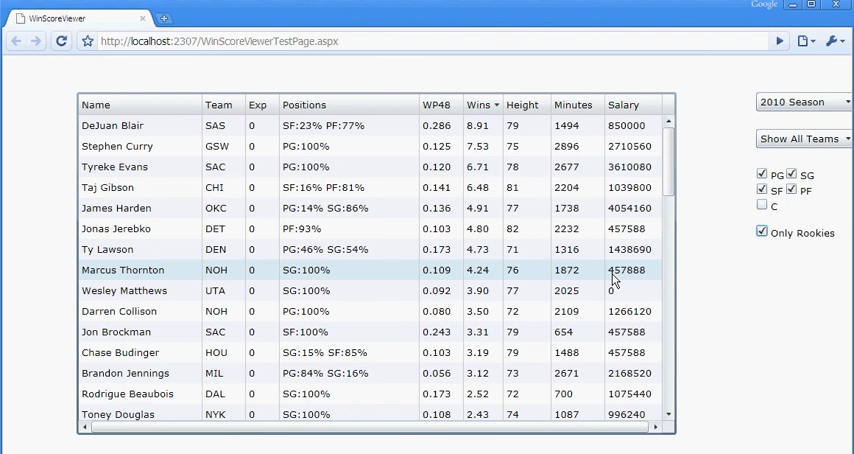 Google
WinScoreViewer
http://localhost:2307/WinScoreViewerTestPage.aspx
Name Team Exp Positions WP48 Wins Height Minutes Salary
DeJuan Blair SAS 0 SF:23% PF:77% 0.286 8.91 79 1494 850000
Stephen Curry GSW 0 PG:100% 0.125 7.53 75 2896 2710560
Tyreke Evans SAC 0 PG:100% 0.120 6.71 78 2677 3610080
Taj Gibson CHI 0 SF:16% PF:81% 0.141 6.48 81 2204 1039800
James Harden OKC 0 PG:14% SG:86% 0.136 4.91 77 1738 4054160
Jonas Jerebko DET 0 PF:93% 0.103 4.80 82 2232 457588
Ty Lawson DEN 0 PG:46% SG:54% 0.173 4.73 71 1316 1438690
Marcus Thornton NOH 0 SG:100% 0.109 4.24 76 1872 457888
Wesley Matthews UTA 0 SG:100% 0.092 3.90 77 2025 0
Darren Collison NOH 0 PG:100% 0.080 3.50 72 2109 1266120
Jon Brockman SAC 0 SF:100% 0.243 3.31 79 654 457588
Chase Budinger HOU 0 SG:15% SF:85% 0.103 3.19 79 1488 457588
Brandon Jennings MIL 0 PG:84% SG:16% 0.056 3.12 73 2671 2168520
Rodrigue Beaubois DAL 0 SG:100% 0.173 2.52 72 700 1075440
Toney Douglas NYK 0 SG:100% 0.108 2.43 74 1087 996240
2010 Season
Show All Teams
PG SG
SF PF
C
Only Rookies